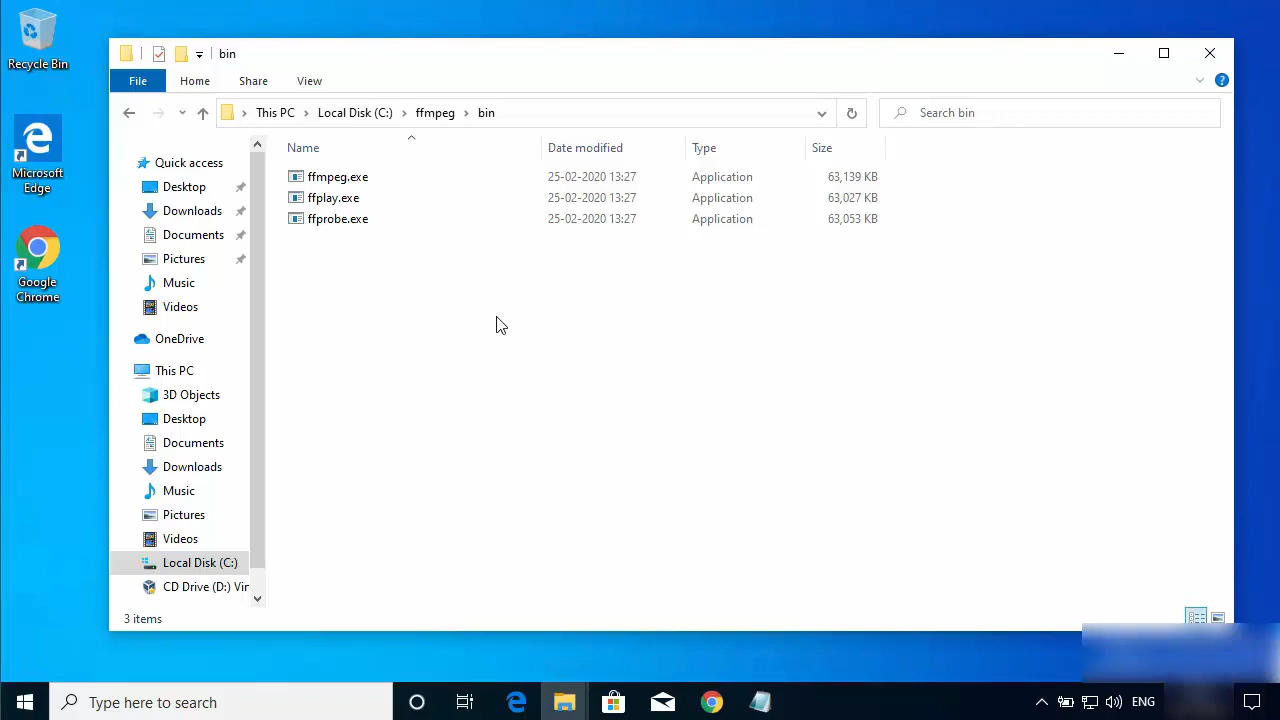 Recycle Bin
Microsoft
Edge
Google
Chrome
bin
File Home Share View
This PC Local Disk (C:) ffmpeg bin
Search bin
Quick access
Desktop
Downloads
Documents
Pictures
Music
Videos
OneDrive
This PC
3D Objects
Desktop
Documents
Downloads
Music
Pictures
Videos
Local Disk (C:)
CD Drive (D:) Vir
Name Date modified Type Size
ffmpeg.exe 25-02-2020 13:27 Application 63,139 KB
ffplay.exe 25-02-2020 13:27 Application 63,027 KB
ffprobe.exe 25-02-2020 13:27 Application 63,053 KB
3 items
Type here to search
ENG